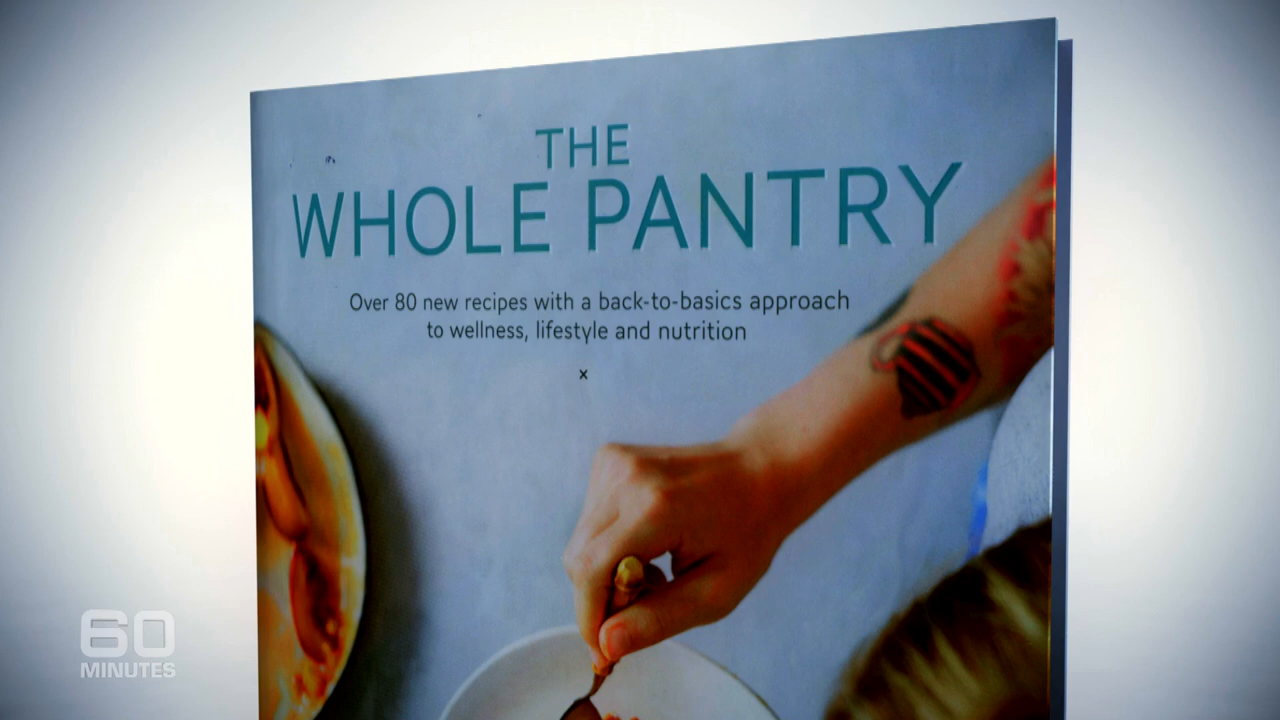 THE
WHOLE PANTRY
Over 80 new recipes with a back-to-basics approach
to wellness, lifestyle and nutrition
x
60
MINUTES